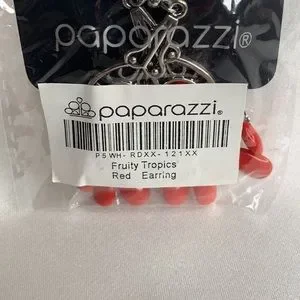 paparazzi®
paparazzi®
P5WH-RDXX-121XX
Fruity Tropics
Red Earring